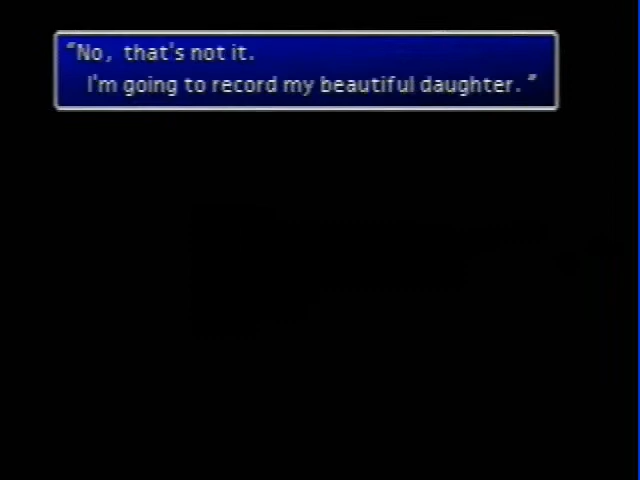 “No, that's not it.
I'm going to record my beautiful daughter.”